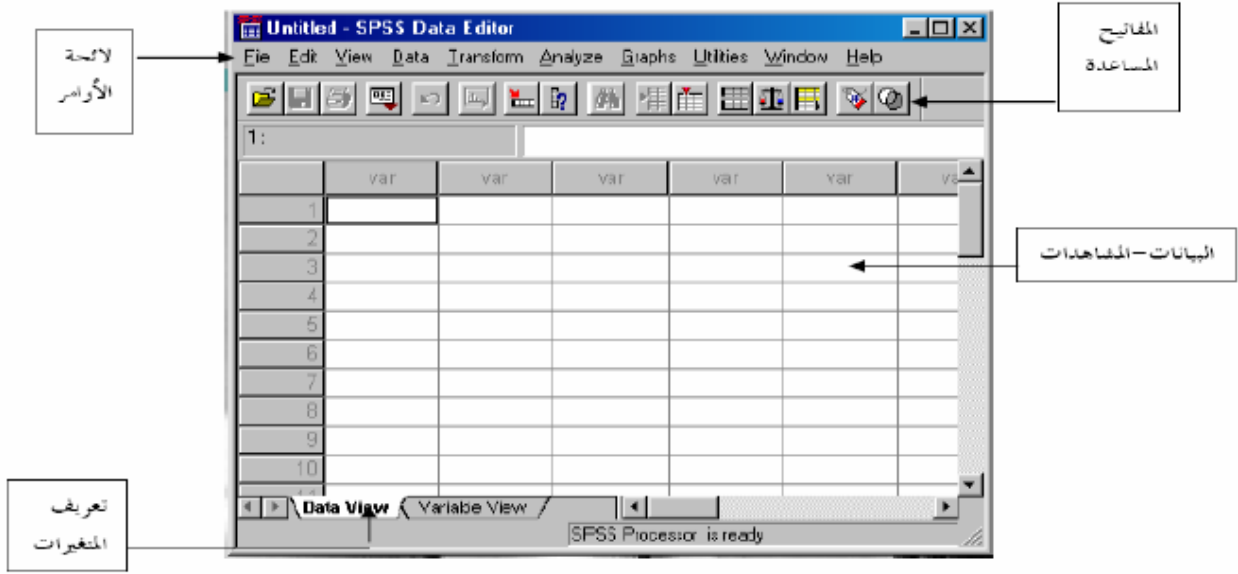 Untitled - SPSS Data Editor
لائحة
الأوامر
File Edit View Data Transform Analyze Graphs Utilities Window Help
المفاتيح
المساعدة
1:
var var var var var va
1
2
3
4
5
6
7
8
9
10
البيانات–المشاهدات
Data View Variable View
SPSS Processor is ready
تعريف
المتغيرات